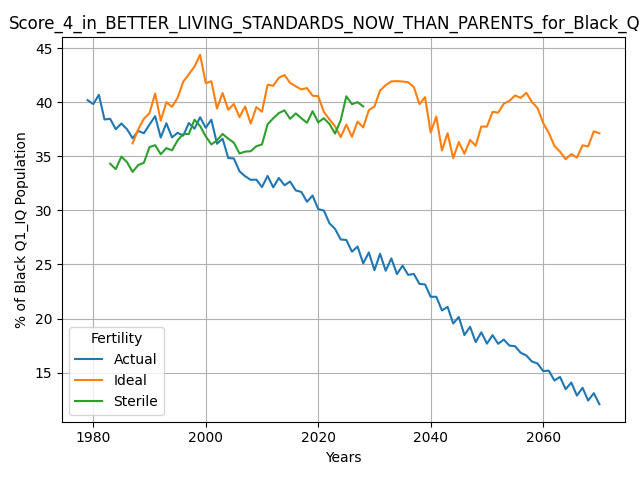 Score_4_in_BETTER_LIVING_STANDARDS_NOW_THAN_PARENTS_for_Black_Q
45
40
35
30
25
20
15
% of Black Q1_IQ Population
Fertility
Actual
Ideal
Sterile
1980
2000
2020
2040
2060
Years